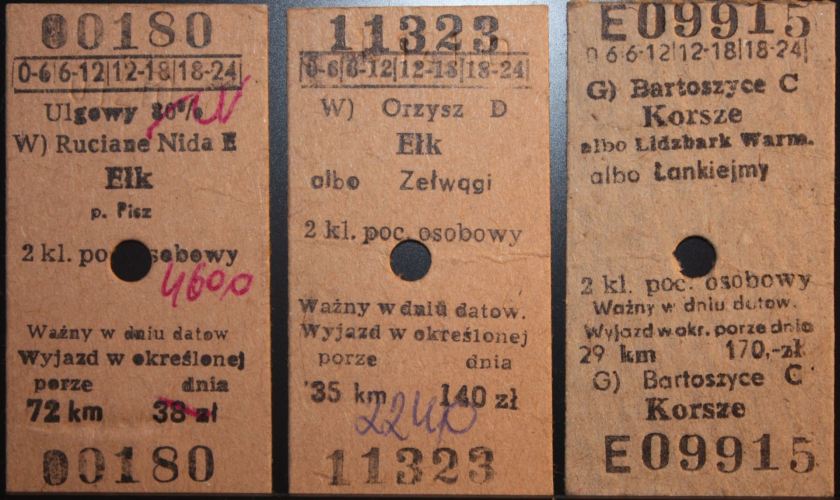 00180
0-6|6-12|12-18|18-24
Ulgowy 80%
W) Ruciane Nida E
Ełk
p. Pisz
2 kl. poc. osobowy
4600
Ważny w dniu datow
Wyjazd w określonej
porze dnia
72 km 38 zł
00180
11323
0-6|6-12|12-18|18-24
W) Orzysz D
Ełk
albo Zełwągi
2 kl. poc. osobowy
Ważny w dniu datow.
Wyjazd w określonej
porze dnia
35 km 140 zł
2240
11323
E09915
0 6|6-12|12-18|18-24|
G) Bartoszyce C
Korsze
albo Lidzbark Warm.
albo Łankiejmy
2 kl. poc. osobowy
Ważny w dniu datow.
Wyjazd w okr. porze dnia
29 km 170,-zł
G) Bartoszyce C
Korsze
E09915